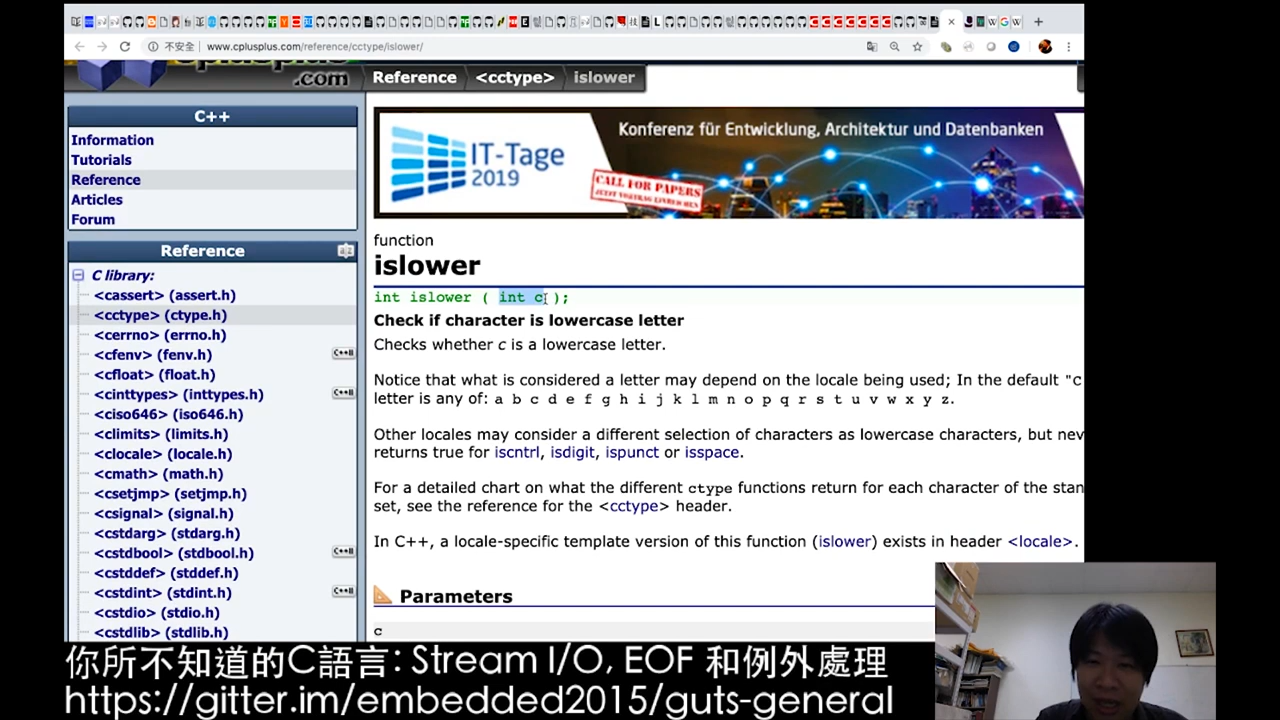 不安全 www.cplusplus.com/reference/cctype/islower/
.com
Reference
<cctype>
islower
C++
Information
Tutorials
Reference
Articles
Forum
Reference
C library:
<cassert> (assert.h)
<cctype> (ctype.h)
<cerrno> (errno.h)
<cfenv> (fenv.h)
<cfloat> (float.h)
<cinttypes> (inttypes.h)
<ciso646> (iso646.h)
<climits> (limits.h)
<clocale> (locale.h)
<cmath> (math.h)
<csetjmp> (setjmp.h)
<csignal> (signal.h)
<cstdarg> (stdarg.h)
<cstdbool> (stdbool.h)
<cstddef> (stddef.h)
<cstdint> (stdint.h)
<cstdio> (stdio.h)
<cstdlib> (stdlib.h)
Konferenz für Entwicklung, Architektur und Datenbanken
IT-Tage
2019
CALL FOR PAPERS
function
islower
int islower ( int c );
Check if character is lowercase letter
Checks whether c is a lowercase letter.
Notice that what is considered a letter may depend on the locale being used; In the default "C
letter is any of: a b c d e f g h i j k l m n o p q r s t u v w x y z.
Other locales may consider a different selection of characters as lowercase characters, but nev
returns true for iscntrl, isdigit, ispunct or isspace.
For a detailed chart on what the different ctype functions return for each character of the stan
set, see the reference for the <cctype> header.
In C++, a locale-specific template version of this function (islower) exists in header <locale>.
Parameters
c
你所不知道的C語言: Stream I/O, EOF 和例外處理
https://gitter.im/embedded2015/guts-general